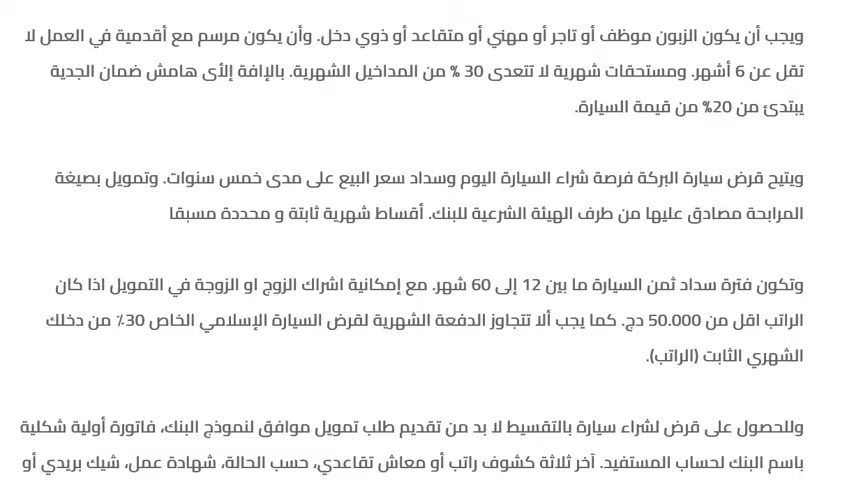 ويجب أن يكون الزبون موظف أو تاجر أو مهني أو متقاعد أو ذوي دخل. وأن يكون مرسم مع أقدمية في العمل لا
تقل عن 6 أشهر. ومستحقات شهرية لا تتعدى 30 % من المداخيل الشهرية. بالإافة إلأى هامش ضمان الجدية
يبتدئ من 20% من قيمة السيارة.
ويتيح قرض سيارة البركة فرصة شراء السيارة اليوم وسداد سعر البيع على مدى خمس سنوات. وتمويل بصيغة
المرابحة مصادق عليها من طرف الهيئة الشرعية للبنك. أقساط شهرية ثابتة و محددة مسبقا
وتكون فترة سداد ثمن السيارة ما بين 12 إلى 60 شهر. مع إمكانية اشراك الزوج او الزوجة في التمويل اذا كان
الراتب اقل من 50.000 دج. كما يجب ألا تتجاوز الدفعة الشهرية لقرض السيارة الإسلامي الخاص 30٪ من دخلك
الشهري الثابت (الراتب).
وللحصول على قرض لشراء سيارة بالتقسيط لا بد من تقديم طلب تمويل موافق لنموذج البنك، فاتورة أولية شكلية
باسم البنك لحساب المستفيد. آخر ثلاثة كشوف راتب أو معاش تقاعدي، حسب الحالة، شهادة عمل، شيك بريدي أو